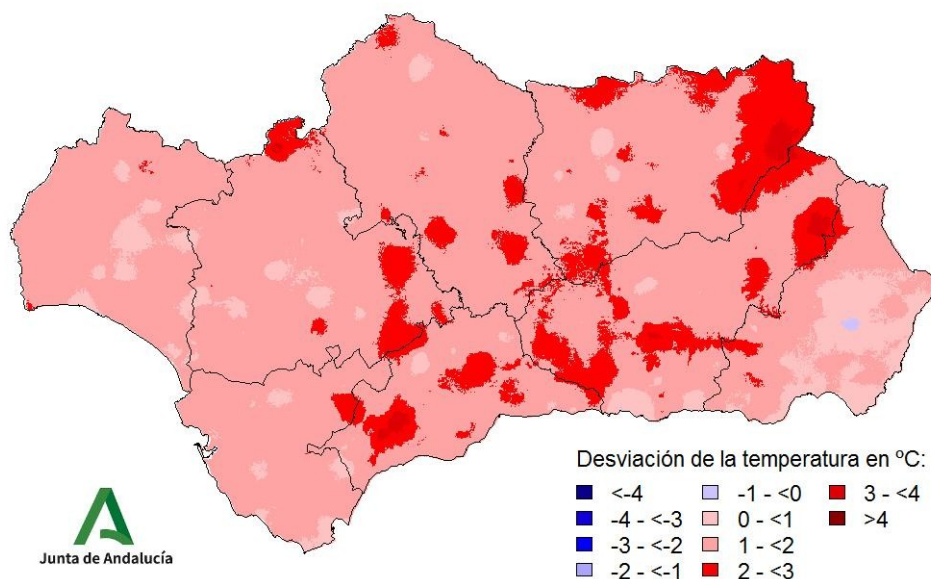 Desviación de la temperatura en ºC:
<-4
-4 - <-3
-3 - <-2
-2 - <-1
-1 - <0
0 - <1
1 - <2
2 - <3
3 - <4
>4
Junta de Andalucía